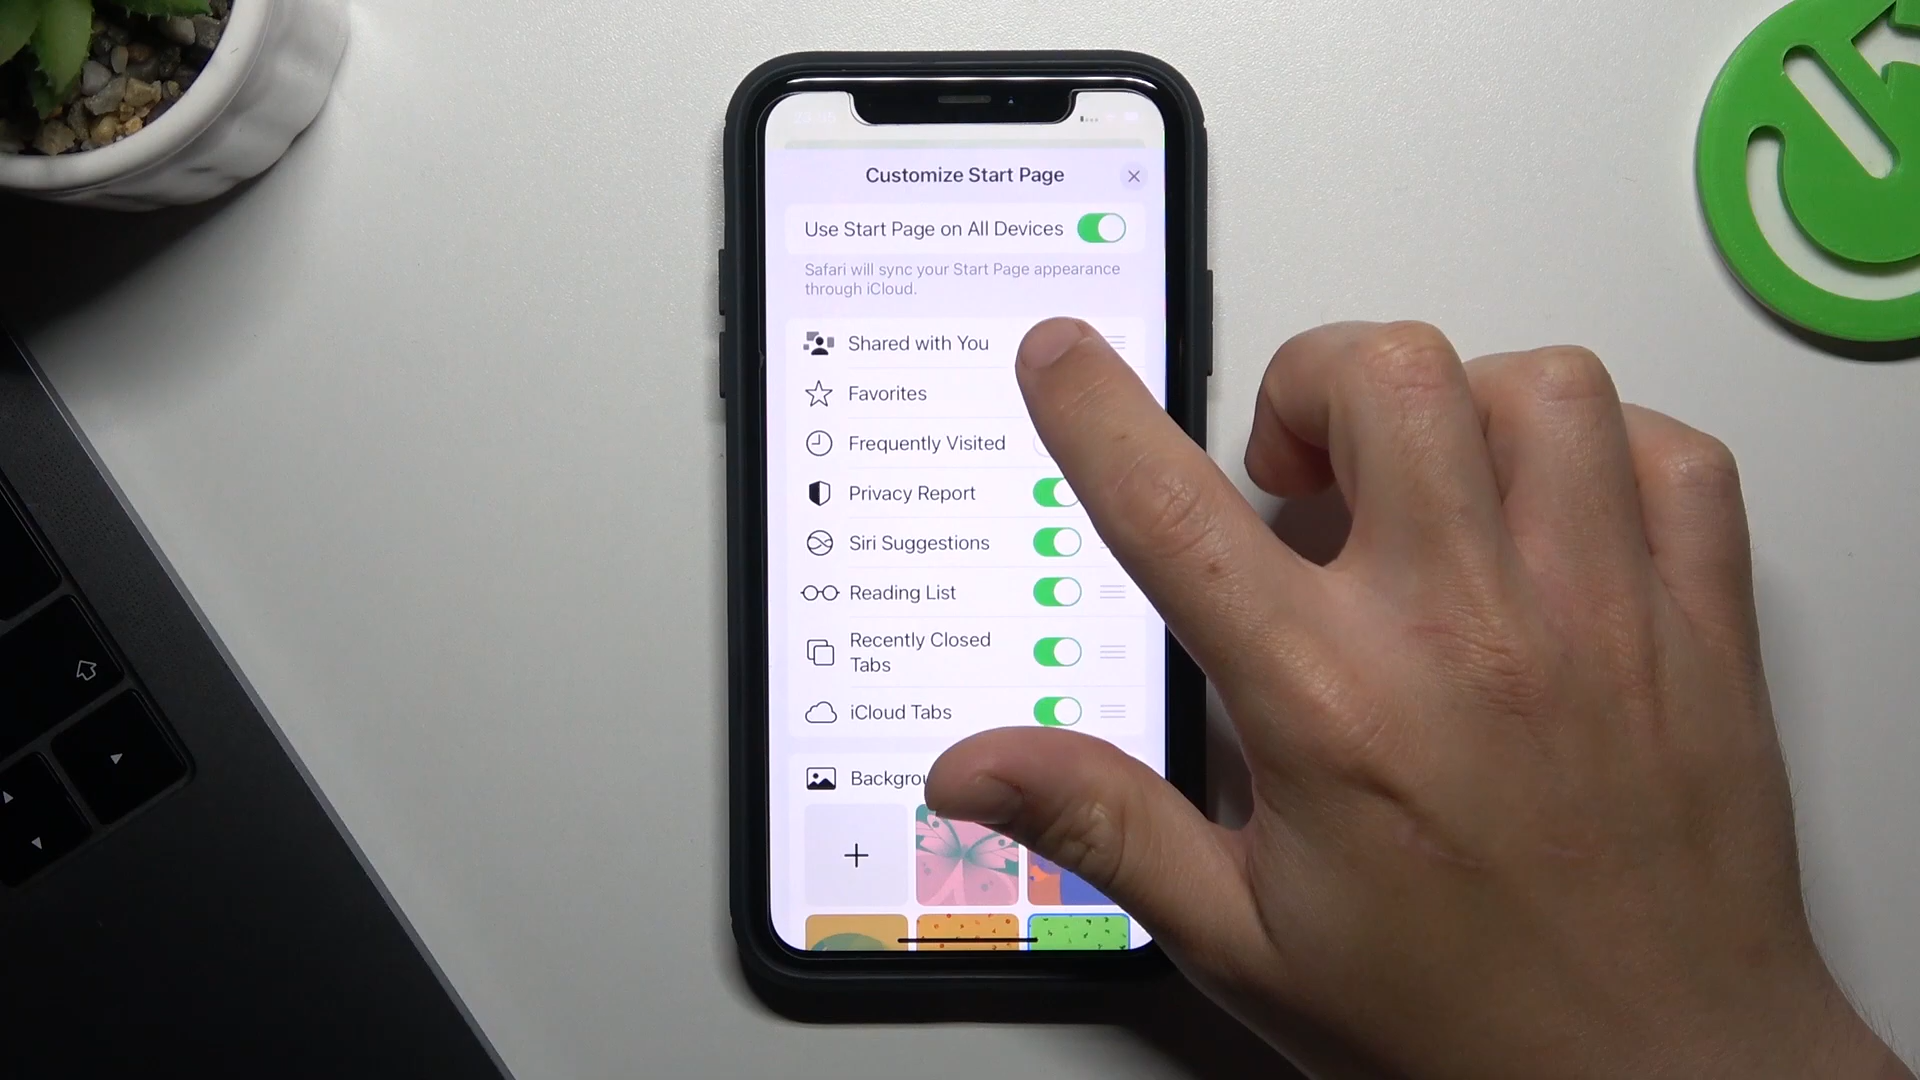 Customize Start Page
Use Start Page on All Devices
Safari will sync your Start Page appearance
through iCloud.
Shared with You
Favorites
Frequently Visited
Privacy Report
Siri Suggestions
Reading List
Recently Closed
Tabs
iCloud Tabs